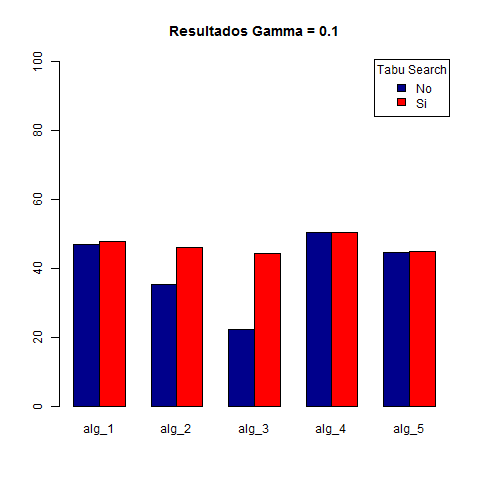 Resultados Gamma = 0.1
Tabu Search
No
Si
100
80
60
40
20
0
alg_1 alg_2 alg_3 alg_4 alg_5